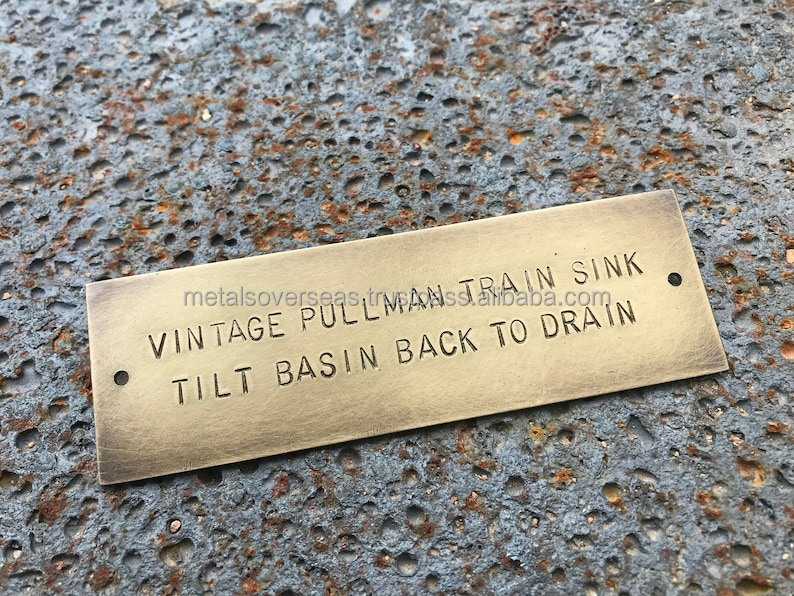 VINTAGE PULLMAN TRAIN SINK
metalsoverseas.trustpass.alibaba.com
TILT BASIN BACK TO DRAIN